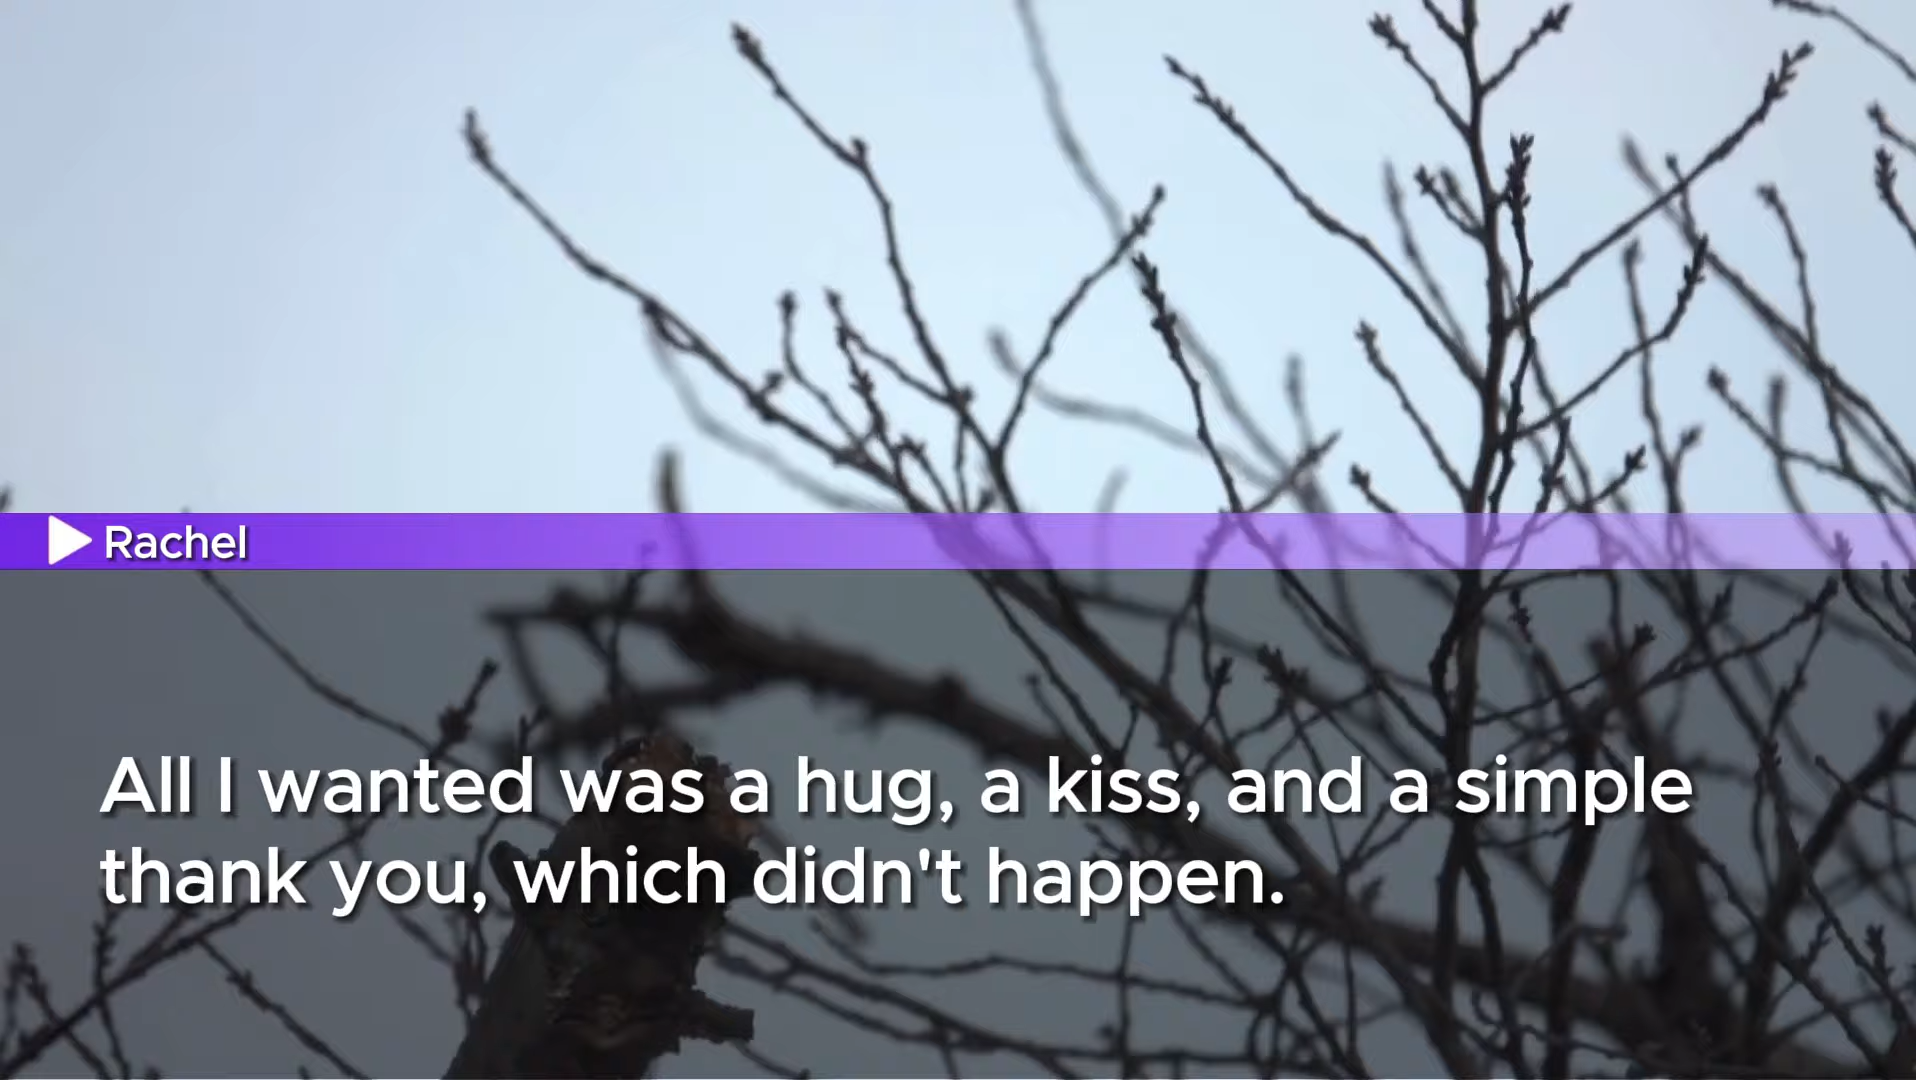 Rachel
All I wanted was a hug, a kiss, and a simple
thank you, which didn't happen.